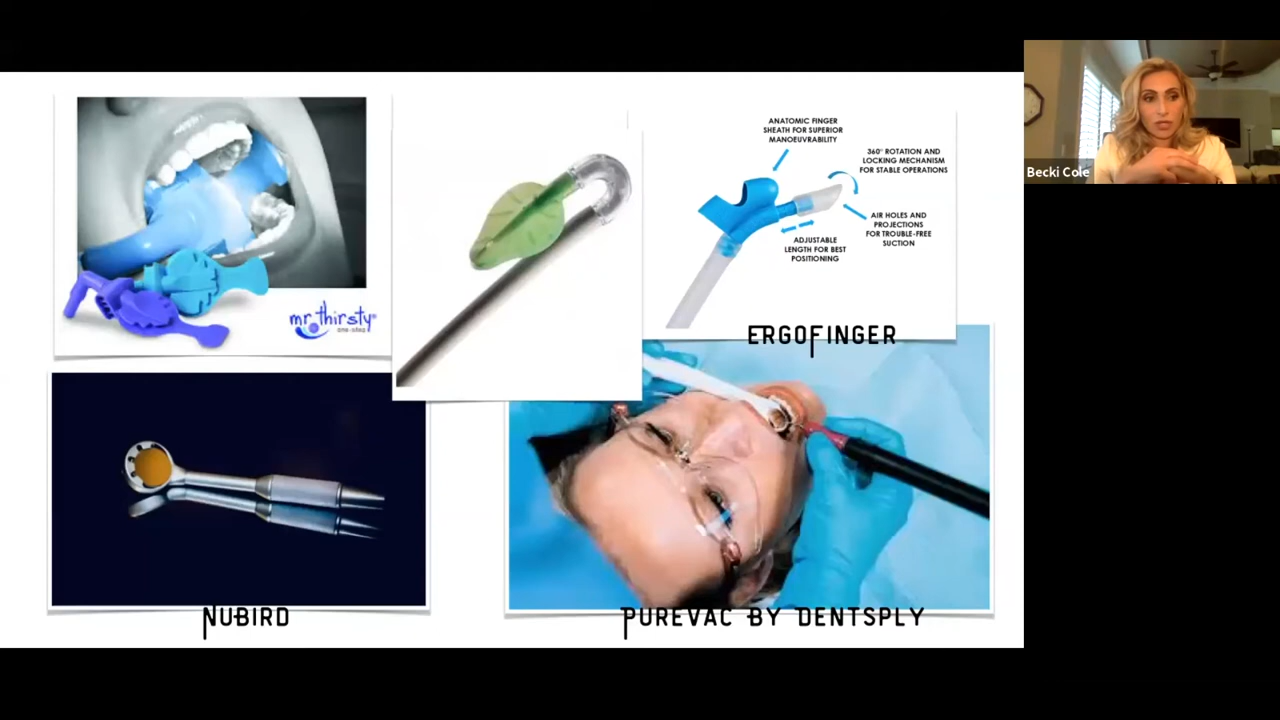 mr.thirsty®
one-step
ANATOMIC FINGER
SHEATH FOR SUPERIOR
MANOEUVRABILITY
360° ROTATION AND
LOCKING MECHANISM
FOR STABLE OPERATIONS
AIR HOLES AND
PROJECTIONS
FOR TROUBLE-FREE
SUCTION
ADJUSTABLE
LENGTH FOR BEST
POSITIONING
ERGOFINGER
NUBIRD
PUREVAC BY DENTSPLY
Becki Cole